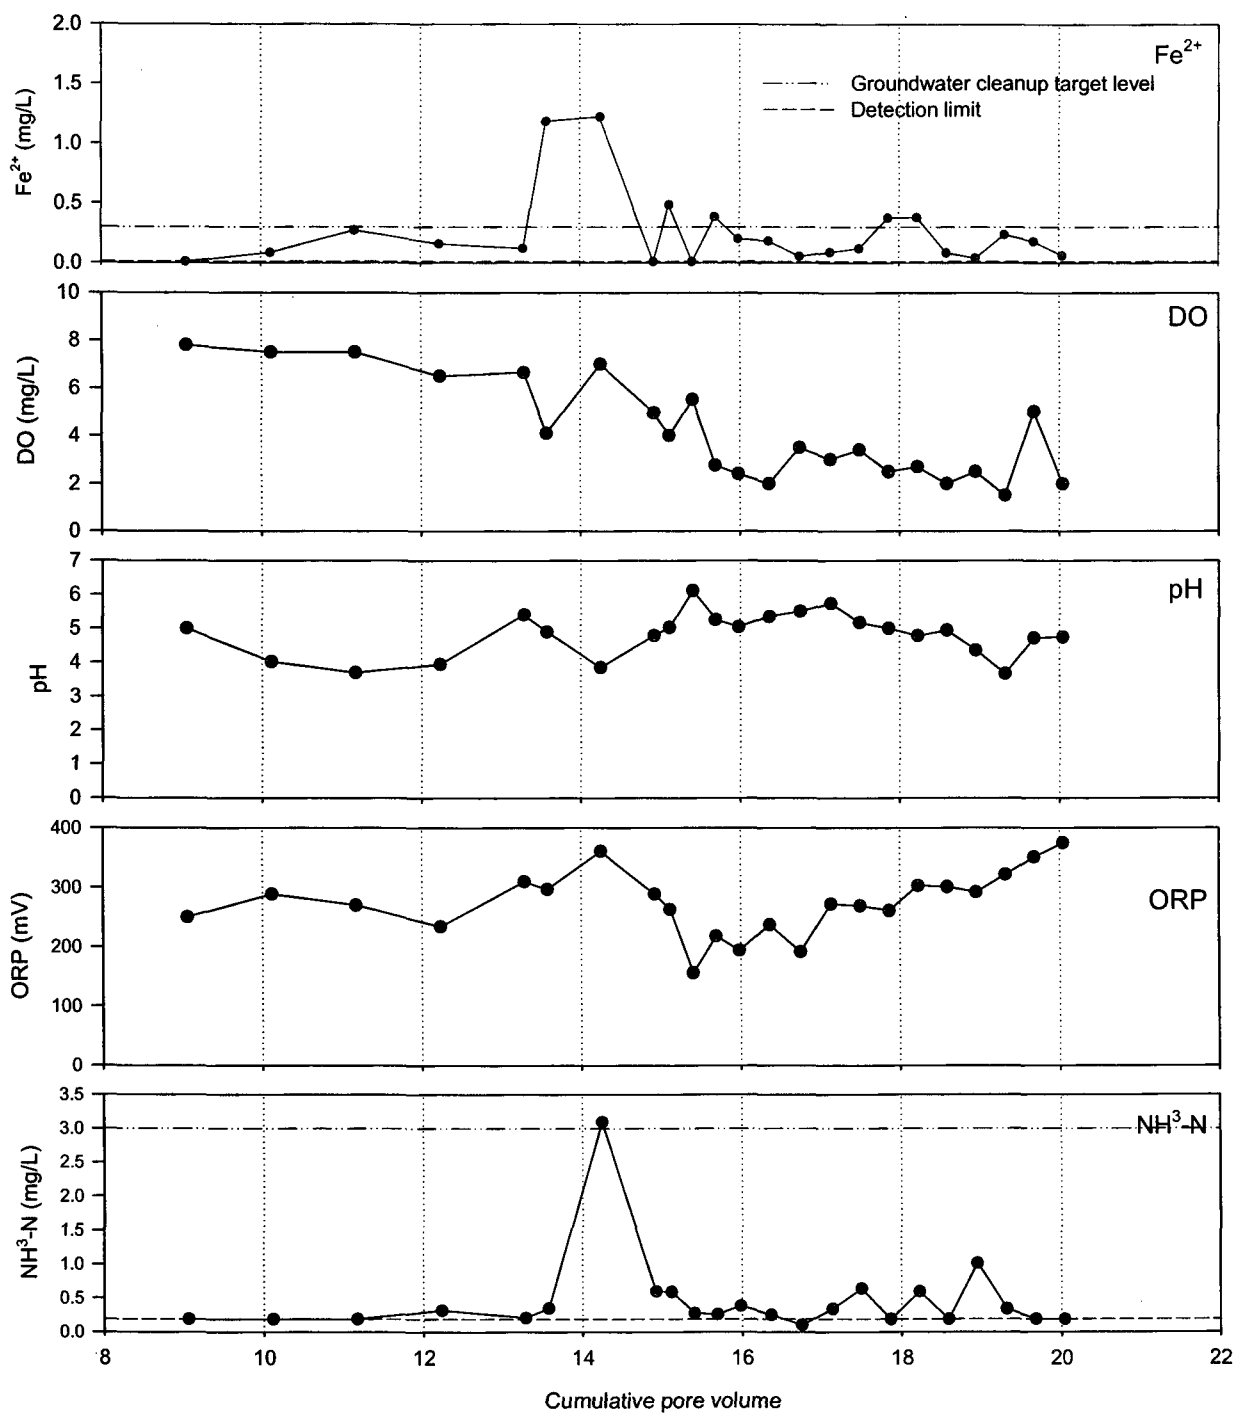 2.0
1.5
1.0
0.5
0.0
Fe²⁺ (mg/L)
Fe²⁺
Groundwater cleanup target level
Detection limit
10
8
6
4
2
0
DO (mg/L)
DO
7
6
5
4
3
2
1
0
pH
pH
400
300
200
100
0
ORP (mV)
ORP
3.5
3.0
2.5
2.0
1.5
1.0
0.5
0.0
NH³-N (mg/L)
NH³-N
8 10 12 14 16 18 20 22
Cumulative pore volume